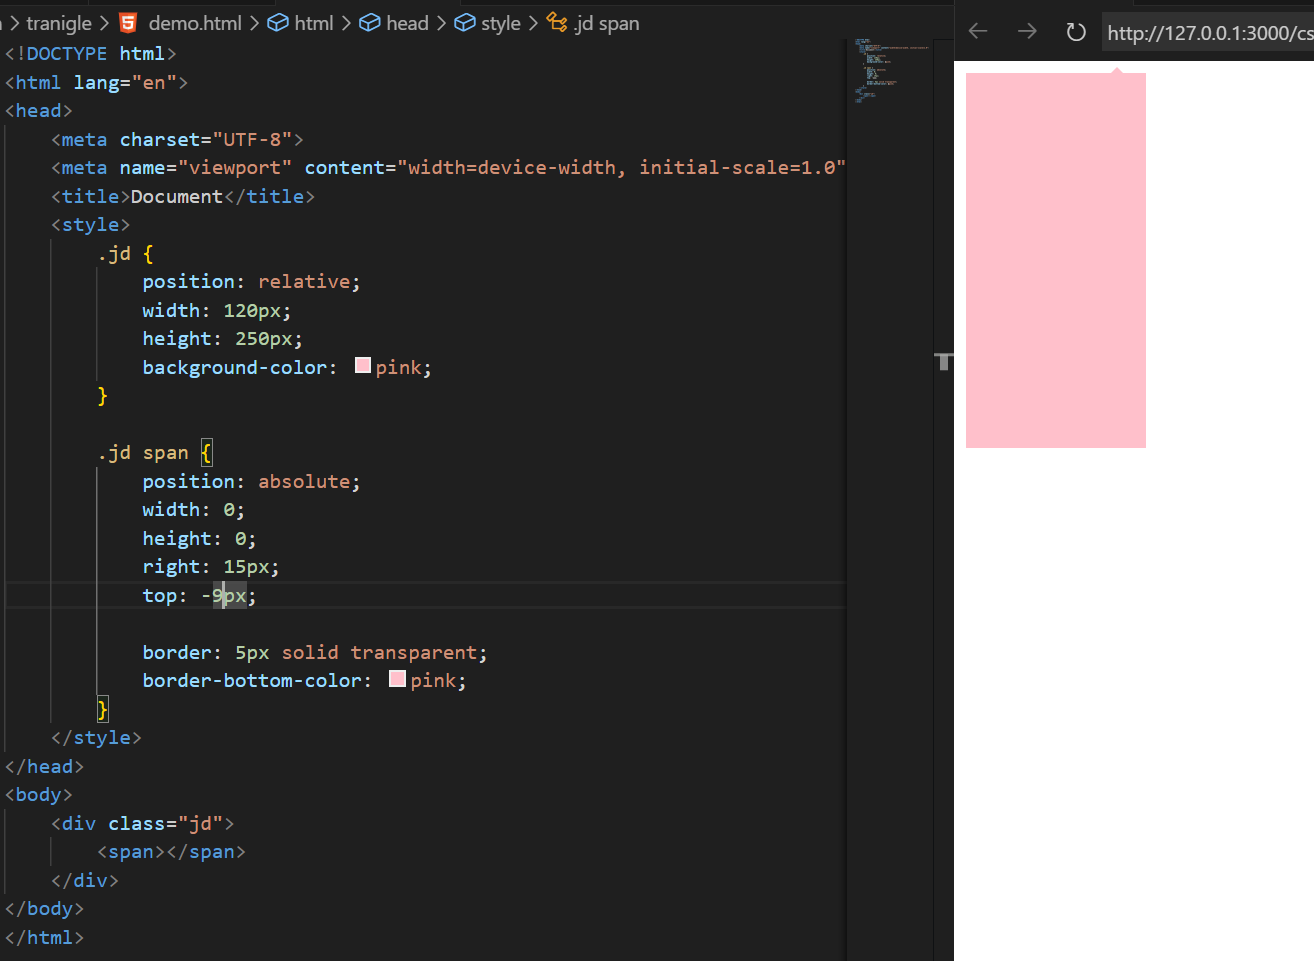 tranigle > demo.html > html > head > style > .jd span
http://127.0.0.1:3000/cs
<!DOCTYPE html>
<html lang="en">
<head>
    <meta charset="UTF-8">
    <meta name="viewport" content="width=device-width, initial-scale=1.0"
    <title>Document</title>
    <style>
        .jd {
            position: relative;
            width: 120px;
            height: 250px;
            background-color: pink;
        }
        .jd span {
            position: absolute;
            width: 0;
            height: 0;
            right: 15px;
            top: -9px;
            border: 5px solid transparent;
            border-bottom-color: pink;
        }
    </style>
</head>
<body>
    <div class="jd">
        <span></span>
    </div>
</body>
</html>